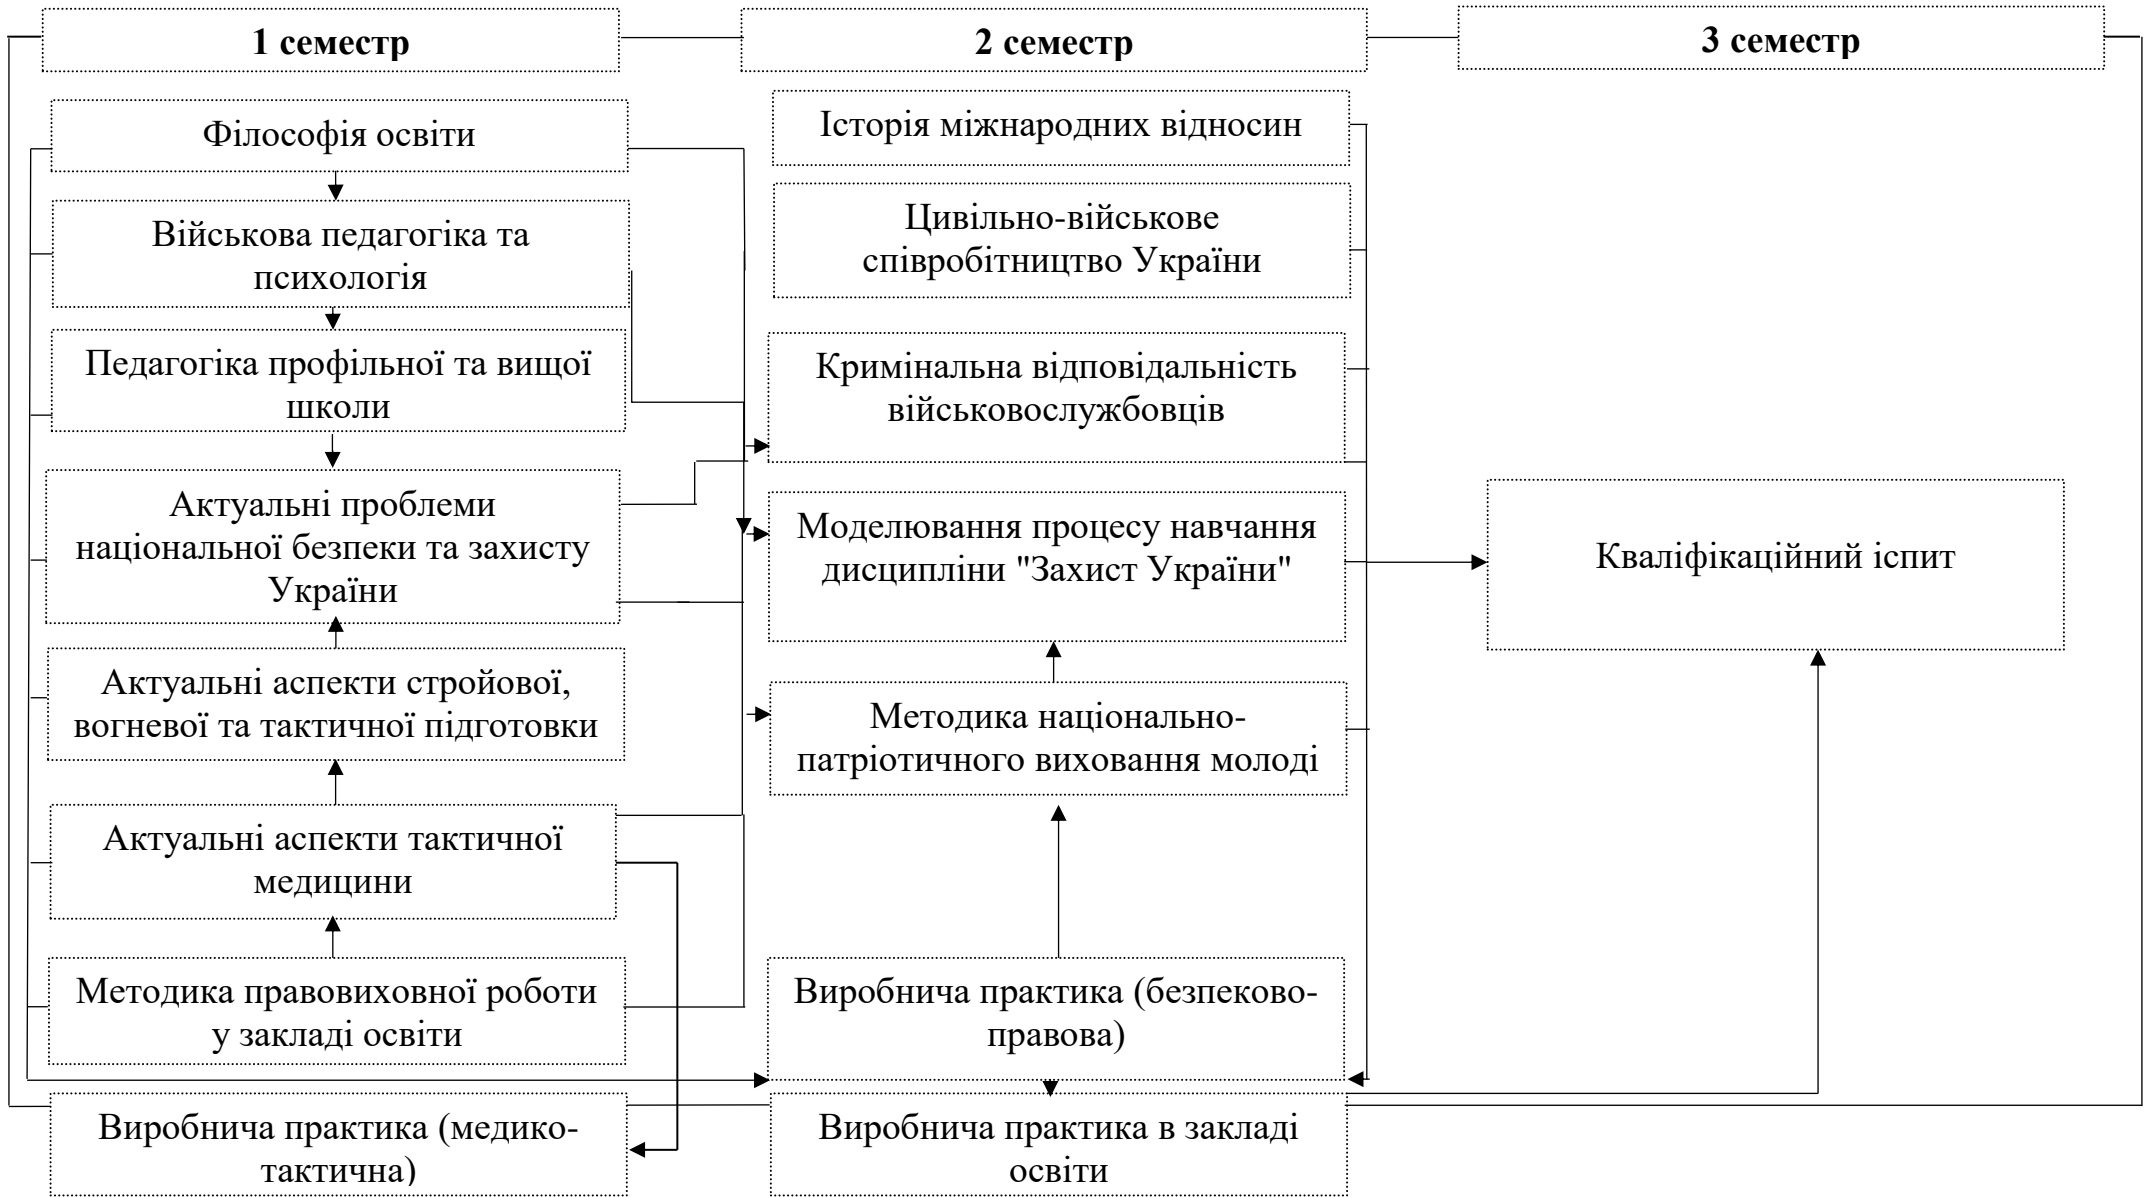 1 семестр
2 семестр
3 семестр
Філософія освіти
Військова педагогіка та
психологія
Педагогіка профільної та вищої
школи
Актуальні проблеми
національної безпеки та захисту
України
Актуальні аспекти стройової,
вогневої та тактичної підготовки
Актуальні аспекти тактичної
медицини
Методика правовиховної роботи
у закладі освіти
Виробнича практика (медико-
тактична)
Історія міжнародних відносин
Цивільно-військове
співробітництво України
Кримінальна відповідальність
військовослужбовців
Моделювання процесу навчання
дисципліни "Захист України"
Методика національно-
патріотичного виховання молоді
Виробнича практика (безпеково-
правова)
Виробнича практика в закладі
освіти
Кваліфікаційний іспит